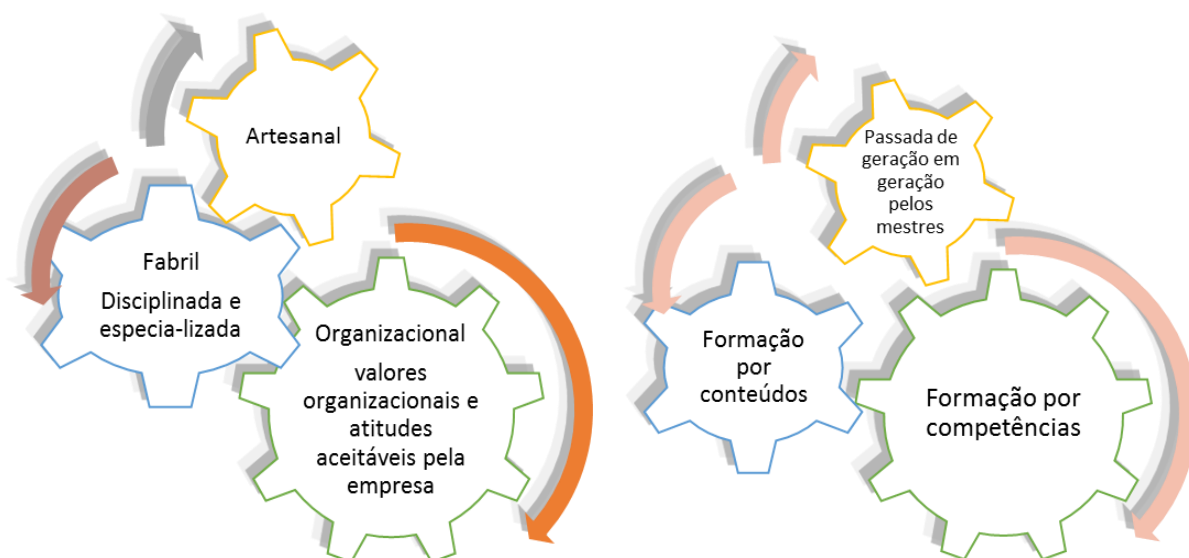 Artesanal
Fabril
Disciplinada e
especia-lizada
Organizacional
valores
organizacionais e
atitudes
aceitáveis pela
empresa
Passada de
geração em
geração
pelos
mestres
Formação
por
conteúdos
Formação por
competências